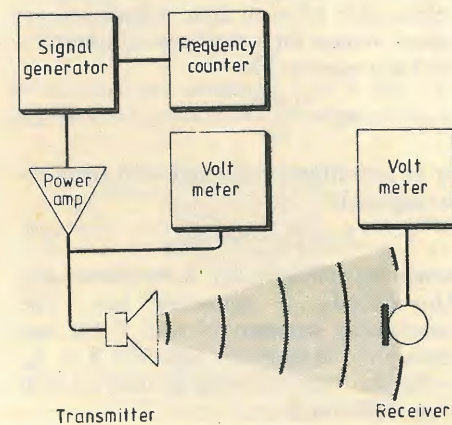 Signal
generator
Frequency
counter
Power
amp
Volt
meter
Volt
meter
Transmitter
Receiver